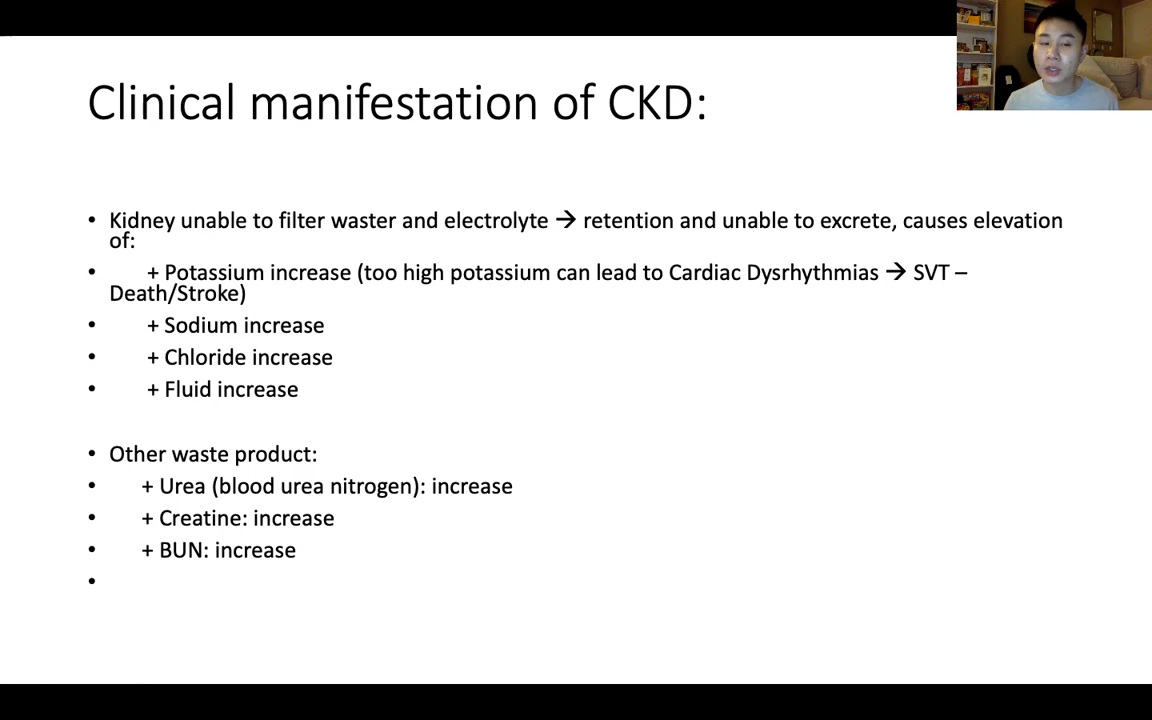 Clinical manifestation of CKD:
• Kidney unable to filter waster and electrolyte → retention and unable to excrete, causes elevation
of:
• + Potassium increase (too high potassium can lead to Cardiac Dysrhythmias → SVT –
Death/Stroke)
• + Sodium increase
• + Chloride increase
• + Fluid increase
• Other waste product:
• + Urea (blood urea nitrogen): increase
• + Creatine: increase
• + BUN: increase
•